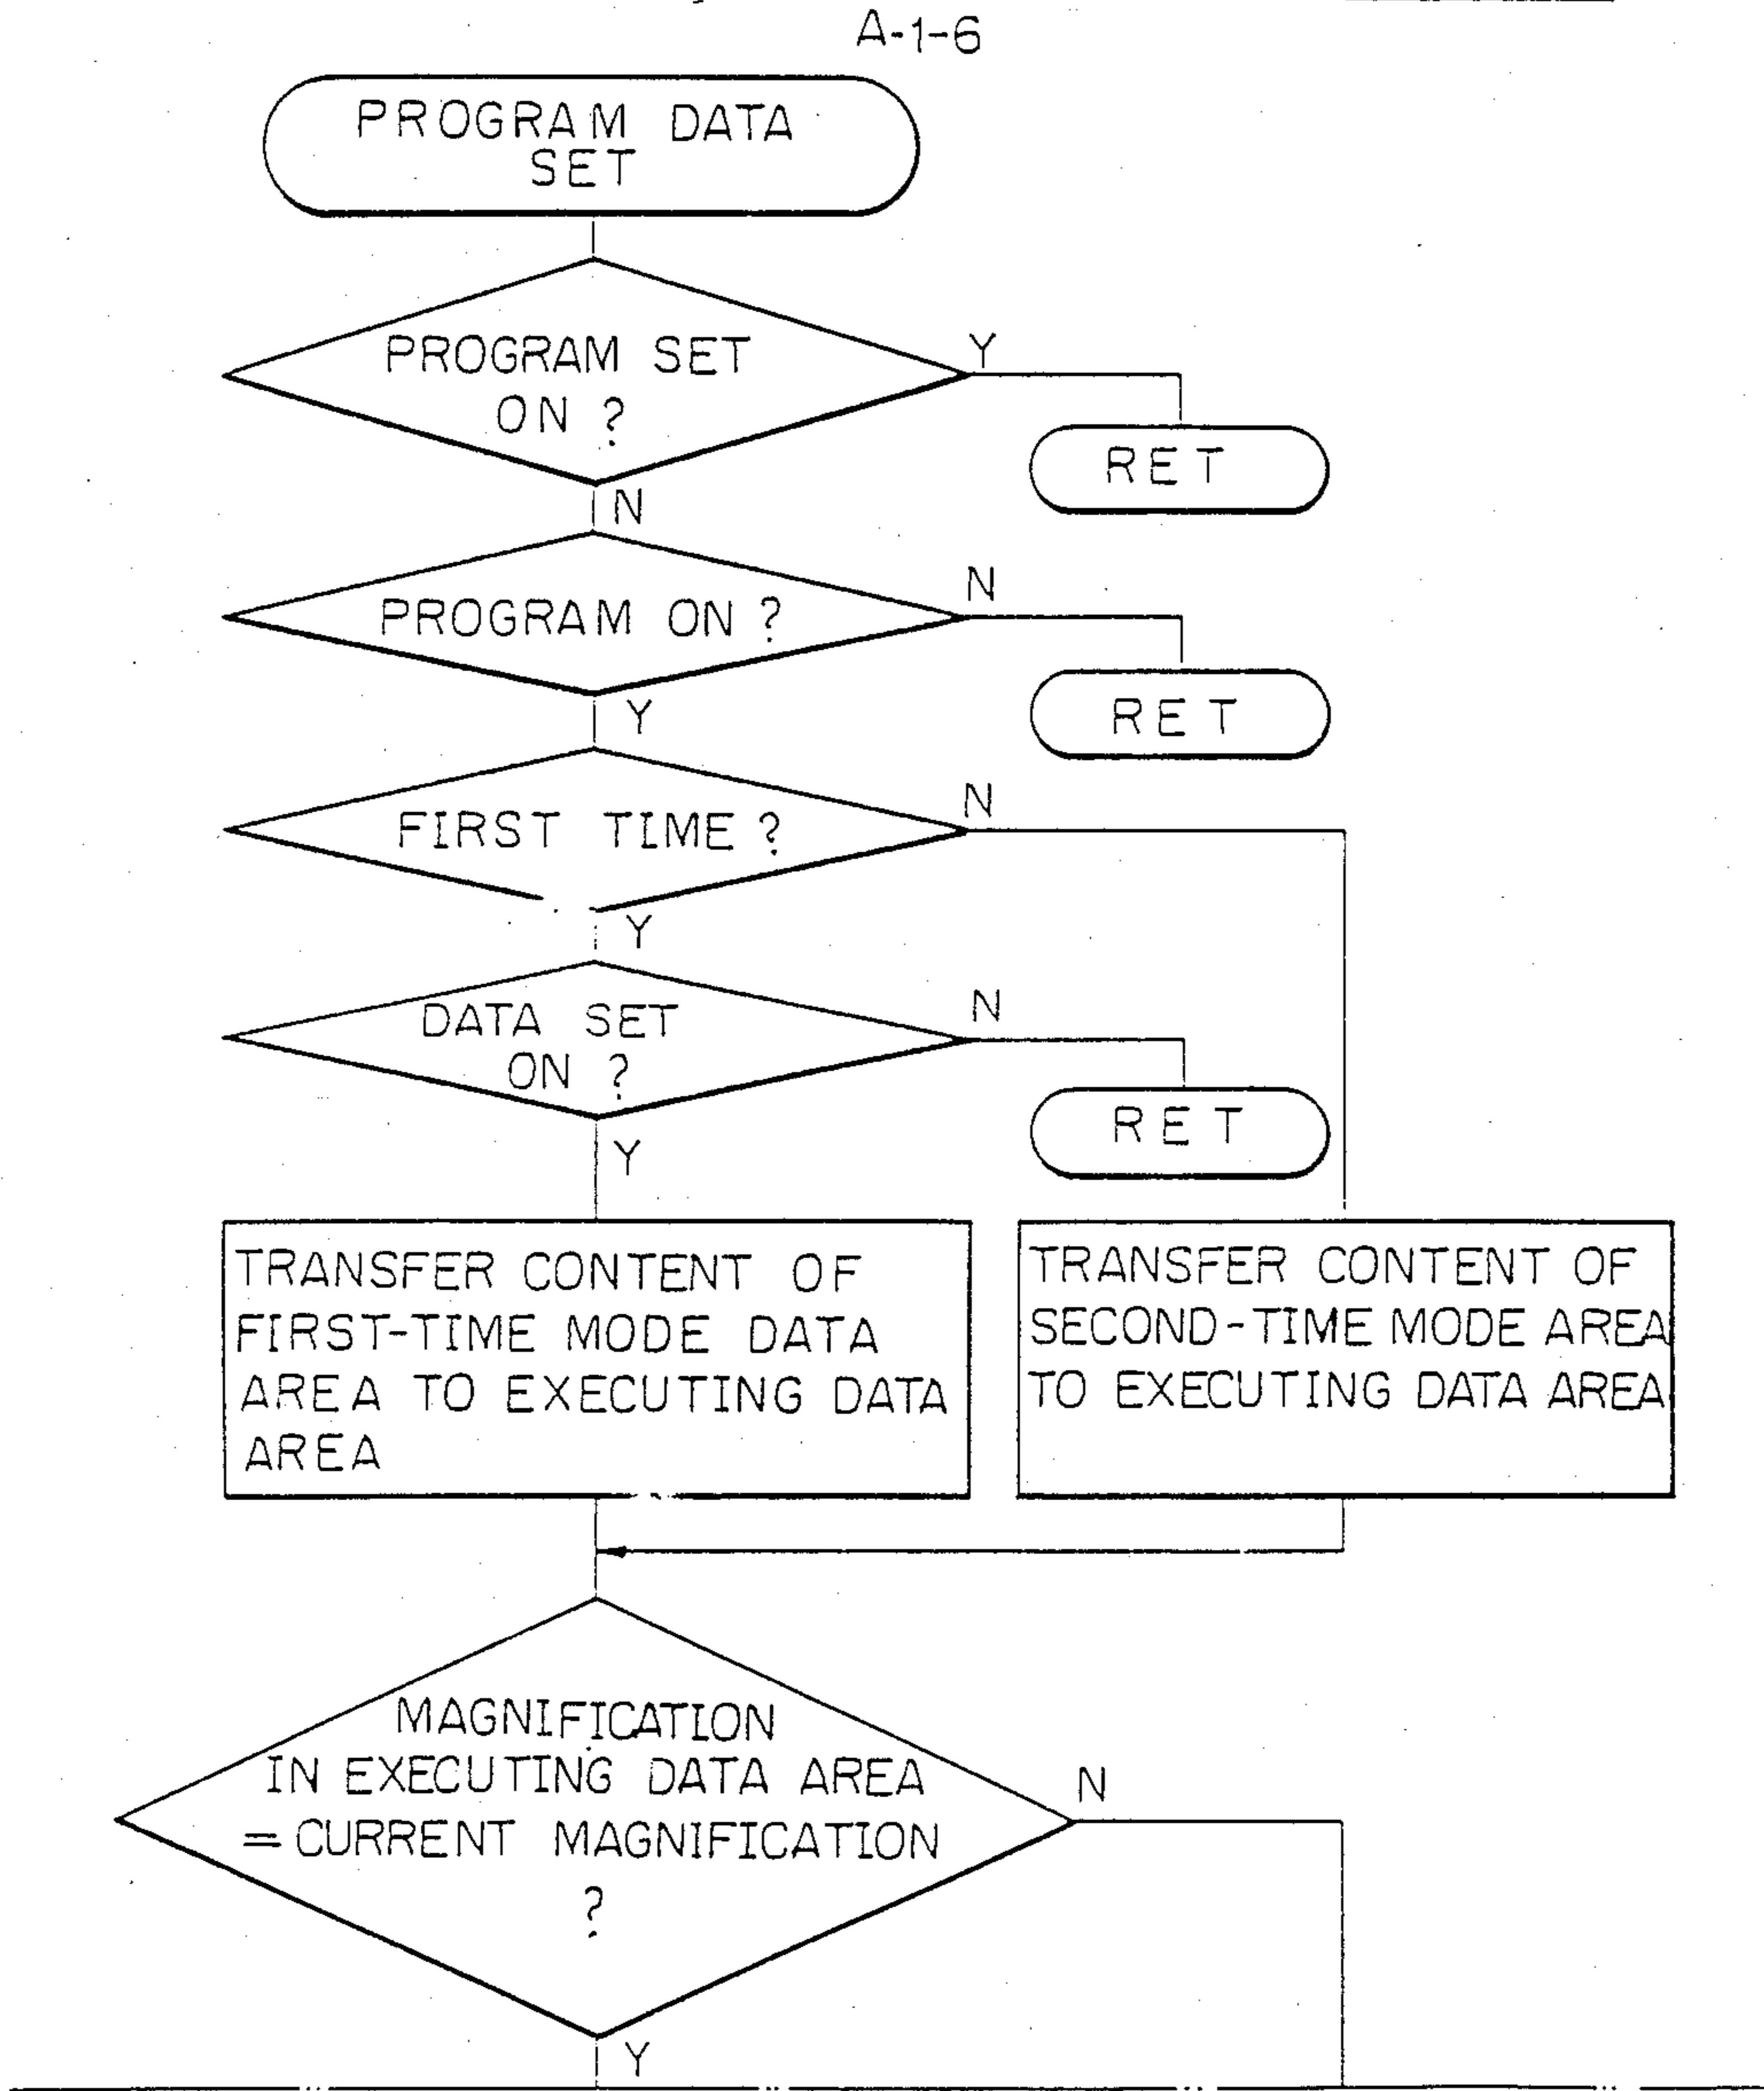 A-1-6
PROGRAM DATA
SET
PROGRAM SET
ON ?
Y
RET
N
PROGRAM ON ?
N
RET
Y
FIRST TIME ?
N
Y
DATA SET
ON ?
N
RET
Y
TRANSFER CONTENT OF
FIRST-TIME MODE DATA
AREA TO EXECUTING DATA
AREA
TRANSFER CONTENT OF
SECOND-TIME MODE AREA
TO EXECUTING DATA AREA
MAGNIFICATION
IN EXECUTING DATA AREA
= CURRENT MAGNIFICATION
?
N
Y